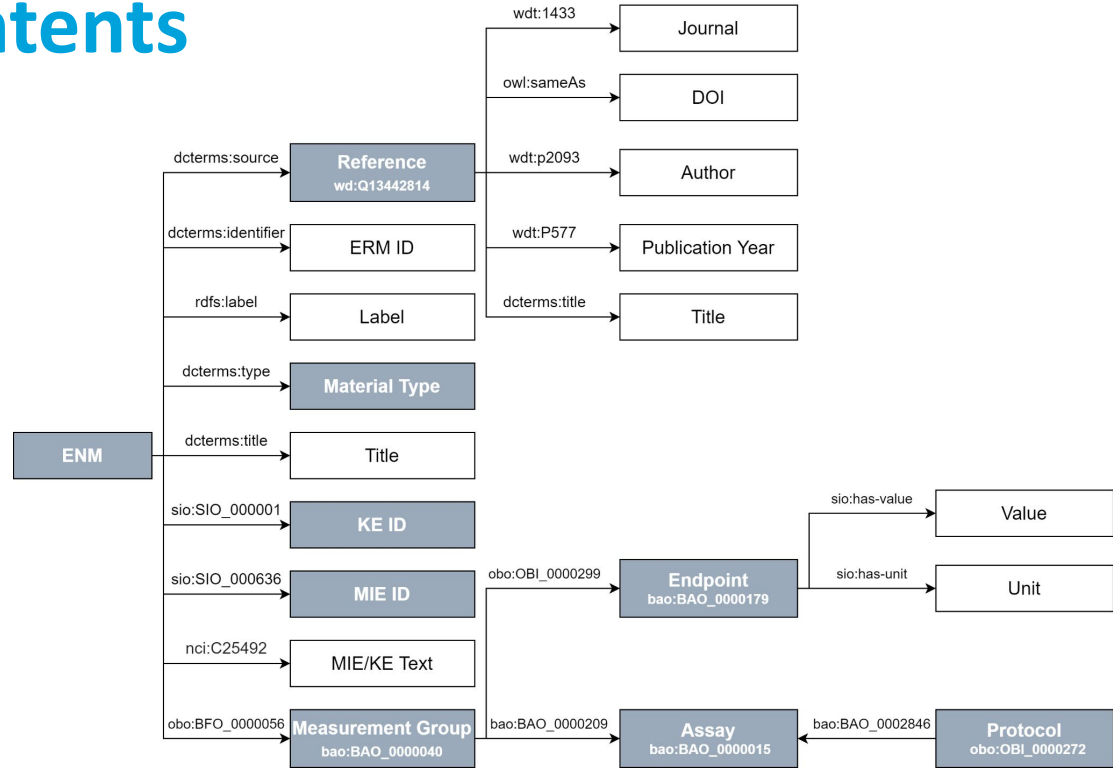 ntents
wdt:1433
Journal
owl:sameAs
DOI
dcterms:source
Reference
wd:Q13442814
wdt:p2093
Author
dcterms:identifier
ERM ID
wdt:P577
Publication Year
rdfs:label
Label
dcterms:title
Title
dcterms:type
Material Type
ENM
dcterms:title
Title
sio:SIO_000001
KE ID
sio:has-value
Value
sio:SIO_000636
MIE ID
obo:OBI_0000299
Endpoint
bao:BAO_0000179
sio:has-unit
Unit
nci:C25492
MIE/KE Text
obo:BFO_0000056
Measurement Group
bao:BAO_0000040
bao:BAO_0000209
Assay
bao:BAO_0000015
bao:BAO_0002846
Protocol
obo:OBI_0000272